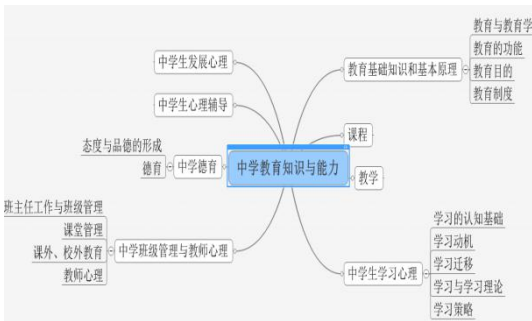 教育与教育学
教育的功能
教育目的
教育制度
教育基础知识和基本原理
中学生发展心理
中学生心理辅导
课程
态度与品德的形成
德育
中学德育
中学教育知识与能力
教学
班主任工作与班级管理
课堂管理
课外、校外教育
教师心理
中学班级管理与教师心理
学习的认知基础
学习动机
学习迁移
学习与学习理论
学习策略
中学生学习心理